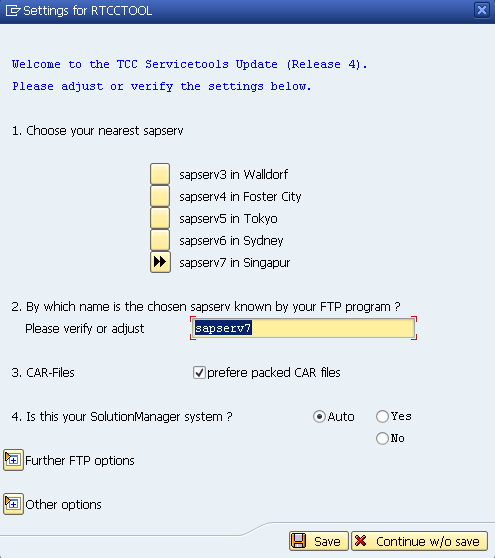 Settings for RTCCTOOL
Welcome to the TCC Servicetools Update (Release 4).
Please adjust or verify the settings below.
1. Choose your nearest sapserv
sapserv3 in Walldorf
sapserv4 in Foster City
sapserv5 in Tokyo
sapserv6 in Sydney
sapserv7 in Singapur
2. By which name is the chosen sapserv known by your FTP program ?
Please verify or adjust sapserv7
3. CAR-Files prefere packed CAR files
4. Is this your SolutionManager system ? Auto Yes
No
Further FTP options
Other options
Save Continue w/o save